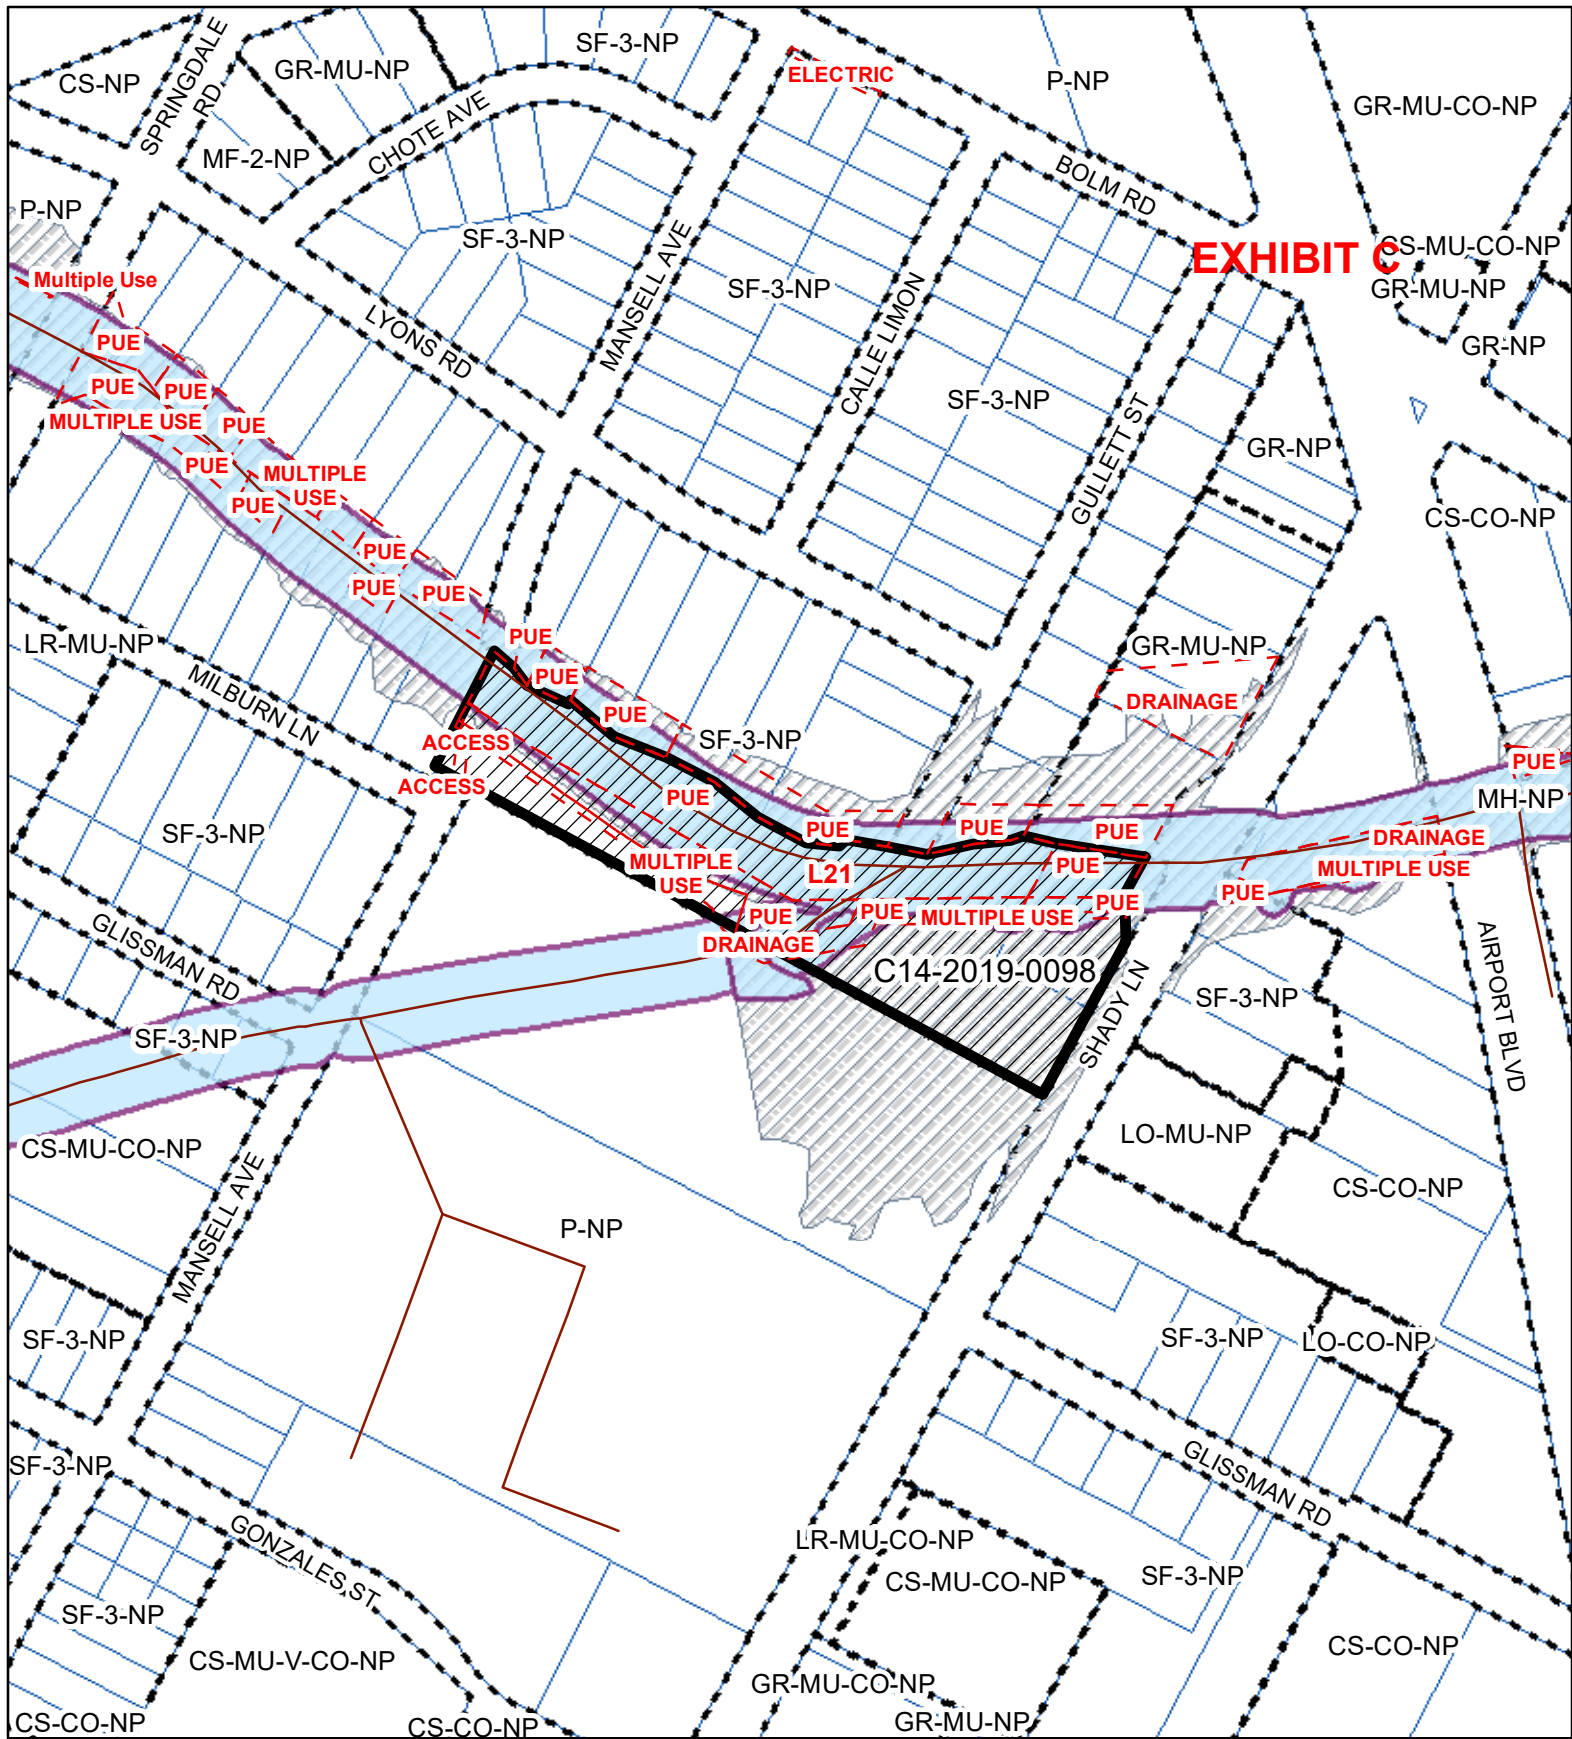 SF-3-NP
CS-NP
GR-MU-NP
SPRINGDALE
RD
ELECTRIC
P-NP
GR-MU-CO-NP
CHOTE AVE
MF-2-NP
BOLM RD
P-NP
SF-3-NP
MANSELL AVE
EXHIBIT C
CS-MU-CO-NP
Multiple Use
SF-3-NP
GR-MU-NP
LYONS RD
CALLE LIMON
PUE
GR-NP
PUE
PUE
SF-3-NP
MULTIPLE USE
PUE
GULLETT ST
GR-NP
PUE
MULTIPLE
USE
PUE
CS-CO-NP
PUE
PUE
PUE
LR-MU-NP
PUE
GR-MU-NP
MILBURN LN
PUE
DRAINAGE
PUE
ACCESS
SF-3-NP
PUE
ACCESS
PUE
MH-NP
SF-3-NP
PUE
PUE
PUE
DRAINAGE
MULTIPLE
USE
L21
PUE
MULTIPLE USE
PUE
PUE
PUE
PUE
MULTIPLE USE
DRAINAGE
GLISSMAN RD
C14-2019-0098
SHADY LN
SF-3-NP
AIRPORT BLVD
SF-3-NP
LO-MU-NP
CS-MU-CO-NP
MANSELL AVE
CS-CO-NP
P-NP
SF-3-NP
SF-3-NP
LO-CO-NP
SF-3-NP
GLISSMAN RD
GONZALES ST
LR-MU-CO-NP
CS-MU-CO-NP
SF-3-NP
SF-3-NP
CS-MU-V-CO-NP
CS-CO-NP
GR-MU-CO-NP
CS-CO-NP
CS-CO-NP
GR-MU-NP